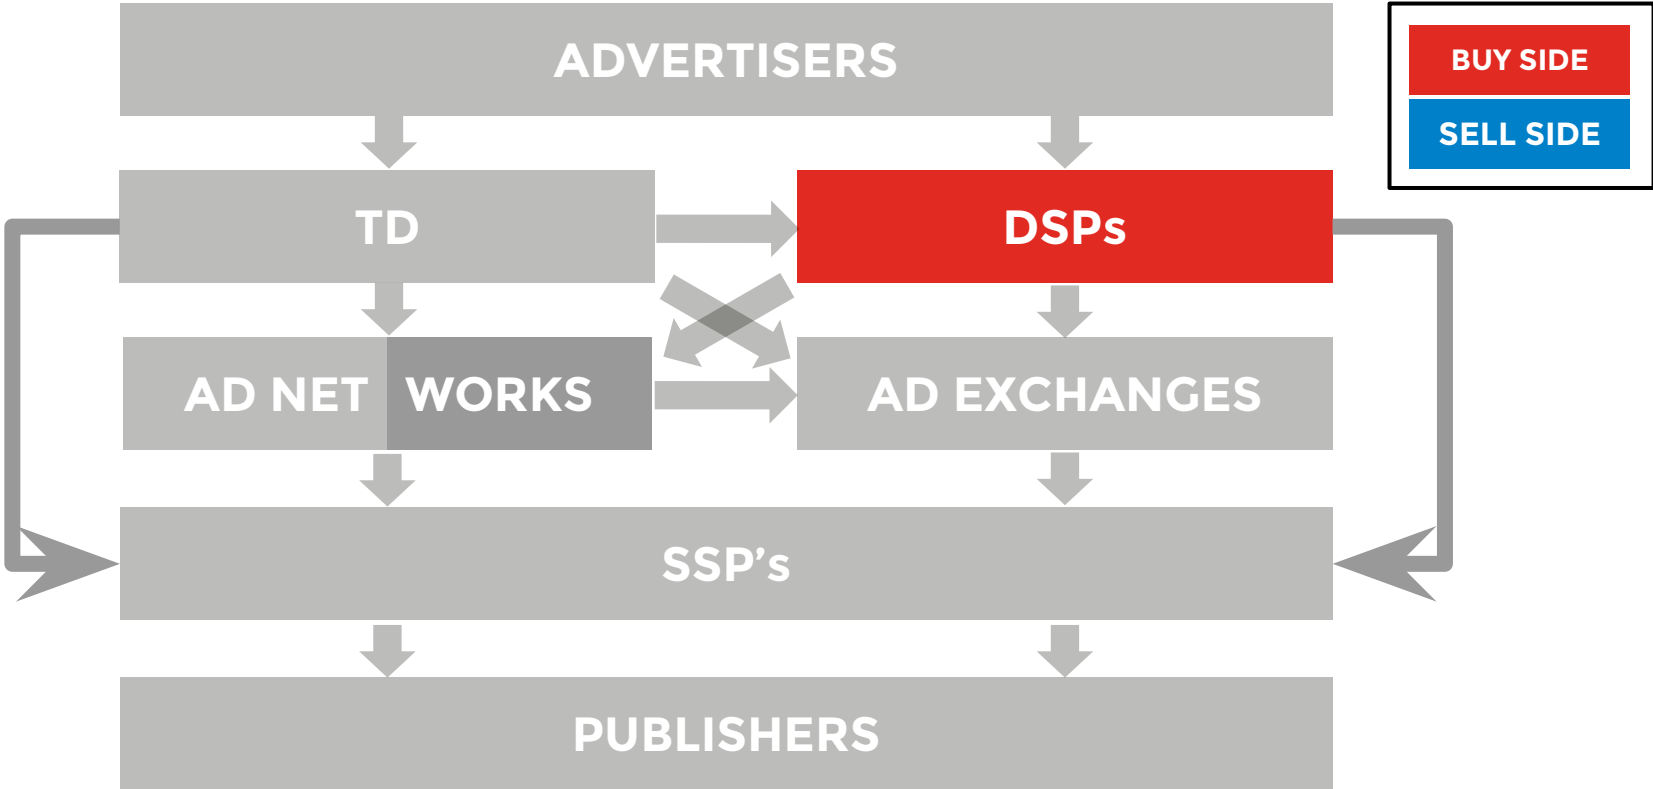 ADVERTISERS
BUY SIDE
SELL SIDE
TD
DSPs
AD NET WORKS
AD EXCHANGES
SSP’s
PUBLISHERS